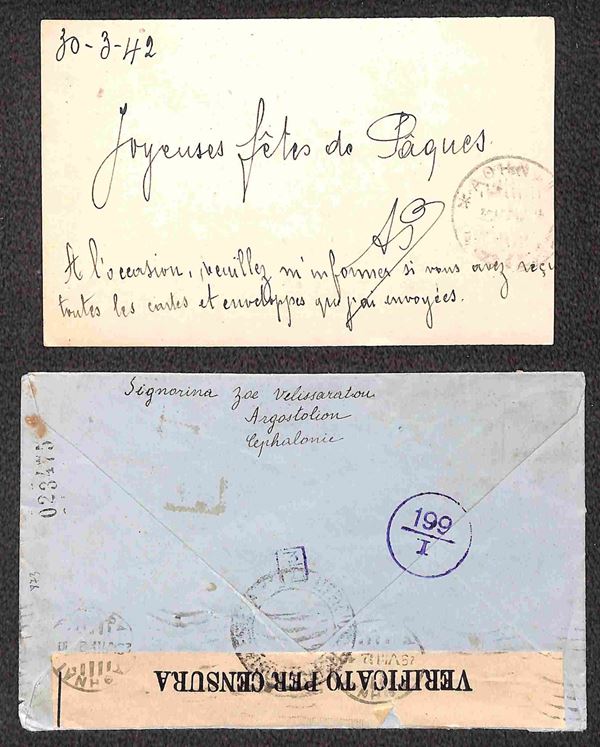 30-3-42
Joyeuses fêtes de Pâques.
A l'occasion, veuillez m'informer si vous avez reçu
toutes les cartes et enveloppes que j'ai envoyées.
Signorina Zoe Velissaratou
Argostolion
Cephalonie
023475
199
I
VERIFICATO PER CENSURA